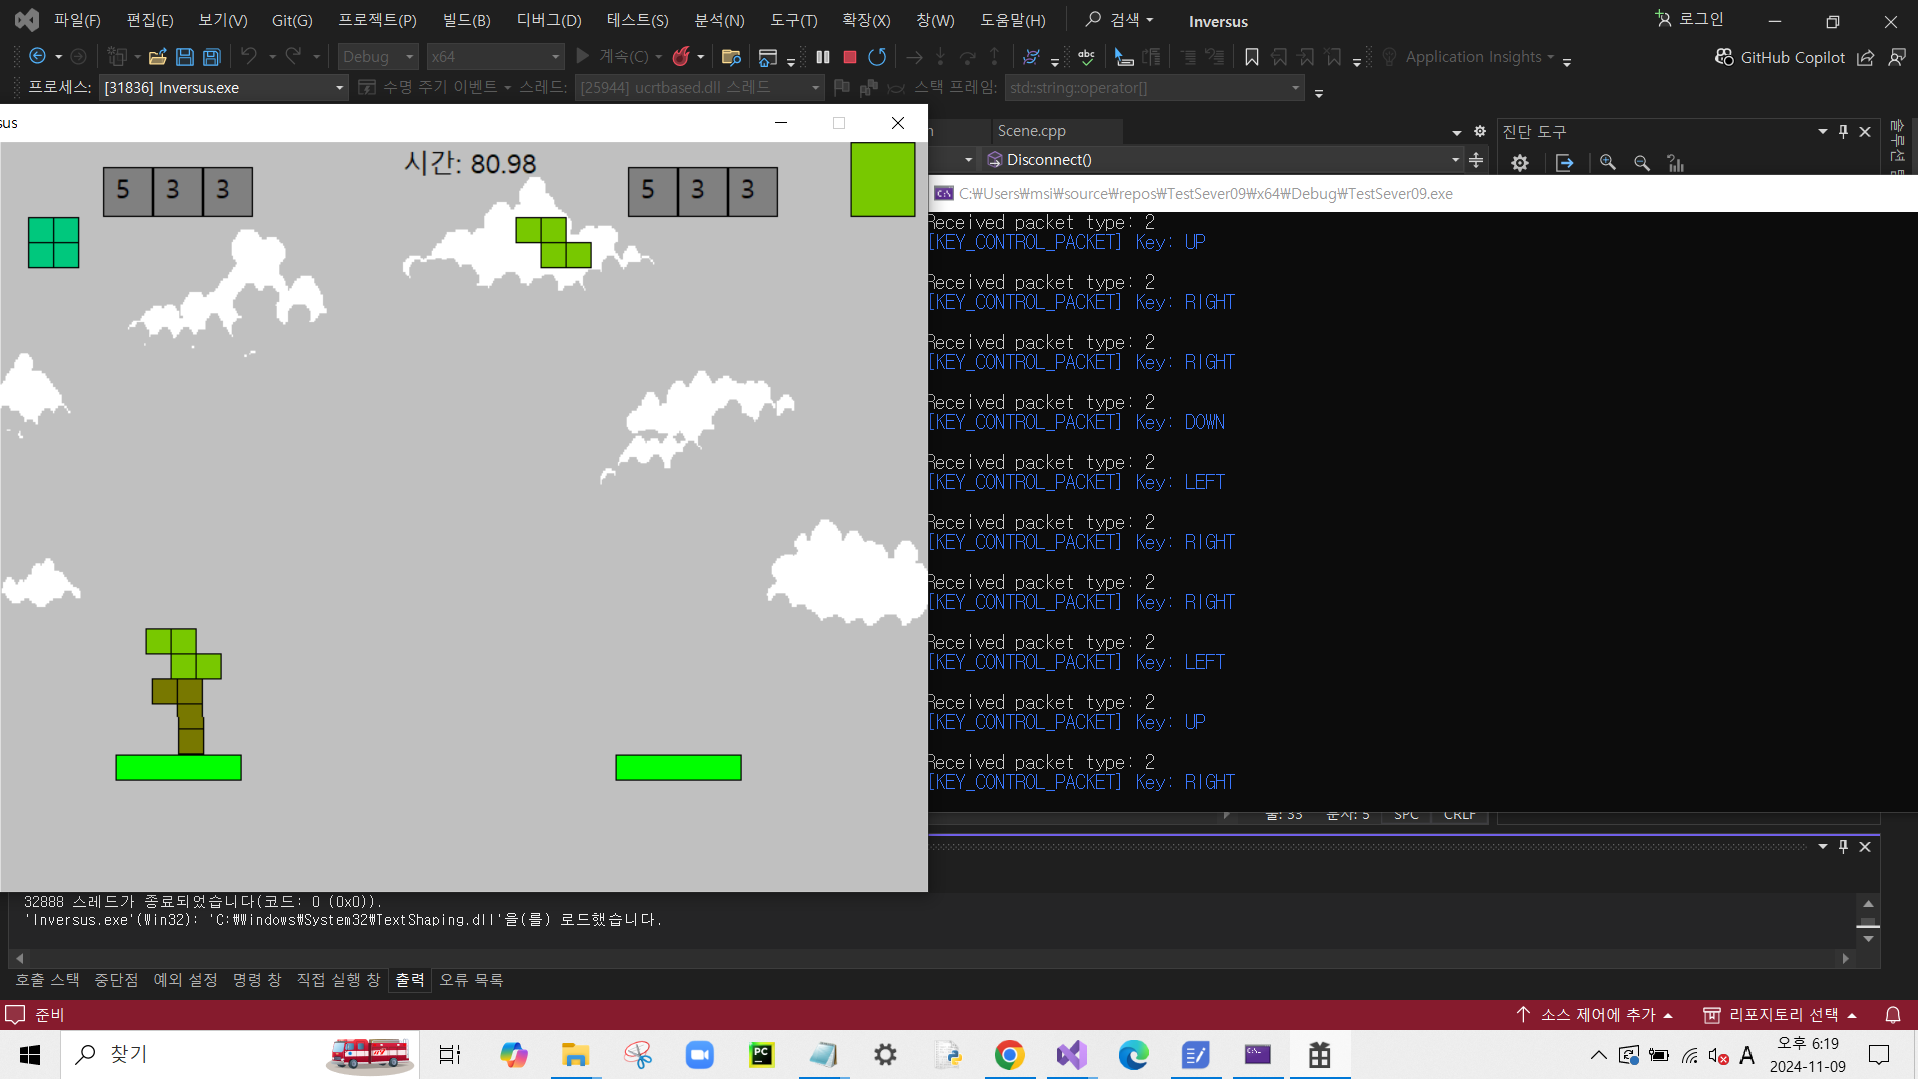 파일(F) 편집(E) 보기(V) Git(G) 프로젝트(P) 빌드(B) 디버그(D) 테스트(S) 분석(N) 도구(T) 확장(X) 창(W) 도움말(H) 검색 Inversus 로그인
Debug x64 계속(C) Application Insights GitHub Copilot
프로세스: [31836] Inversus.exe 수명 주기 이벤트 스레드: [25944] ucrtbased.dll 스레드 스택 프레임: std::string::operator[]
sus
Scene.cpp
진단 도구
Disconnect()
C:\Users\msi\source\repos\TestSever09\x64\Debug\TestSever09.exe
시간: 80.98
5 3 3
5 3 3
Received packet type: 2
[KEY_CONTROL_PACKET] Key: UP
Received packet type: 2
[KEY_CONTROL_PACKET] Key: RIGHT
Received packet type: 2
[KEY_CONTROL_PACKET] Key: RIGHT
Received packet type: 2
[KEY_CONTROL_PACKET] Key: DOWN
Received packet type: 2
[KEY_CONTROL_PACKET] Key: LEFT
Received packet type: 2
[KEY_CONTROL_PACKET] Key: RIGHT
Received packet type: 2
[KEY_CONTROL_PACKET] Key: RIGHT
Received packet type: 2
[KEY_CONTROL_PACKET] Key: LEFT
Received packet type: 2
[KEY_CONTROL_PACKET] Key: UP
Received packet type: 2
[KEY_CONTROL_PACKET] Key: RIGHT
줄: 33 문자: 5 SPC CRLF
32888 스레드가 종료되었습니다(코드: 0 (0x0)).
'Inversus.exe'(Win32): 'C:\Windows\System32\TextShaping.dll'을(를) 로드했습니다.
호출 스택 중단점 예외 설정 명령 창 직접 실행 창 출력 오류 목록
준비 소스 제어에 추가 리포지토리 선택
찾기 A 오후 6:19
2024-11-09